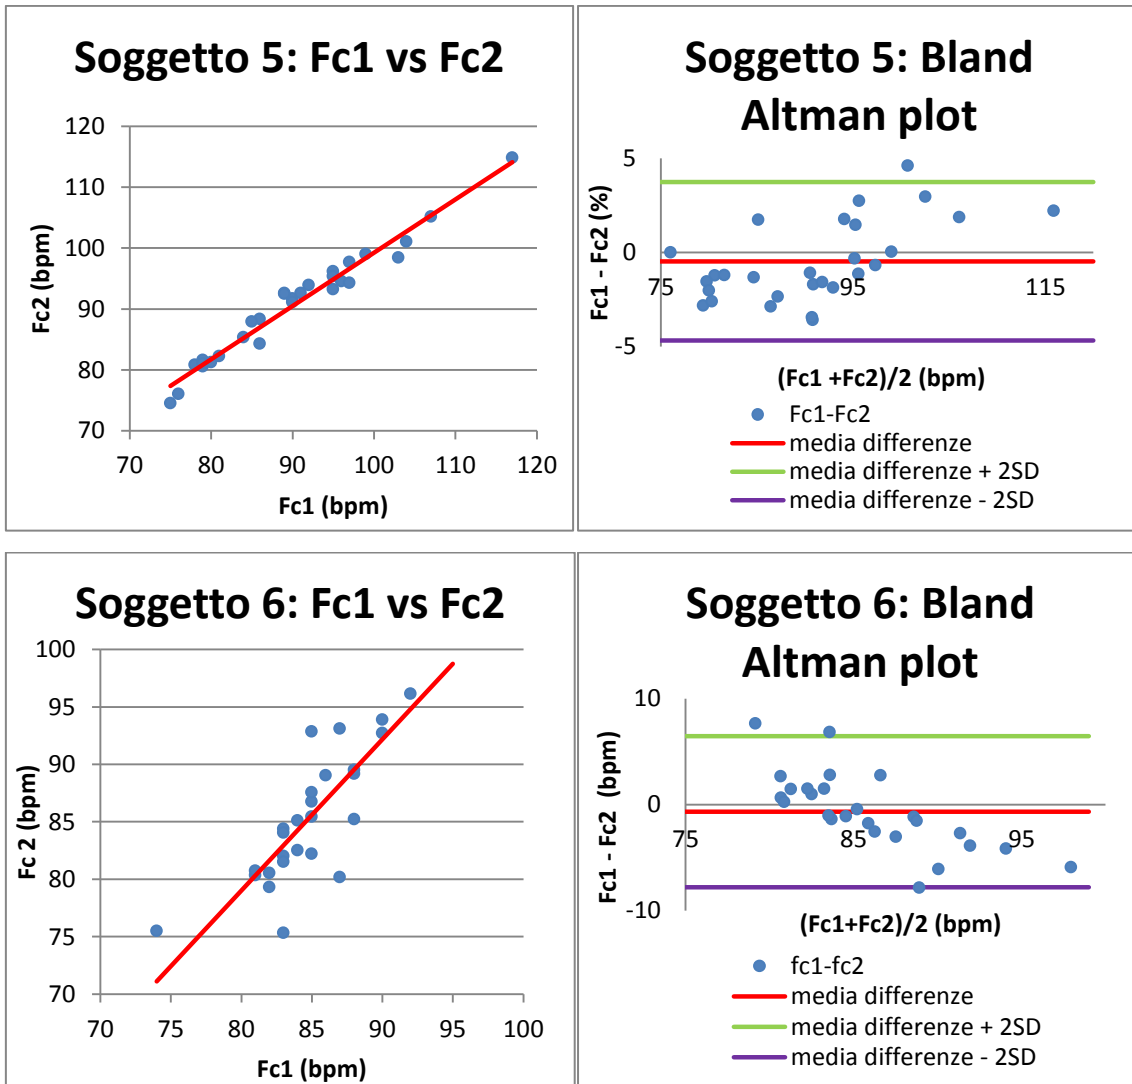 Soggetto 5: Fc1 vs Fc2
120
110
100
90
80
70
70 80 90 100 110 120
Fc2 (bpm)
Fc1 (bpm)
Soggetto 5: Bland
Altman plot
5
0
-5
75 95 115
Fc1 - Fc2 (%)
(Fc1 +Fc2)/2 (bpm)
Fc1-Fc2
media differenze
media differenze + 2SD
media differenze - 2SD
Soggetto 6: Fc1 vs Fc2
100
95
90
85
80
75
70
70 75 80 85 90 95 100
Fc 2 (bpm)
Fc1 (bpm)
Soggetto 6: Bland
Altman plot
10
0
-10
75 85 95
Fc1 - Fc2 (bpm)
(Fc1+Fc2)/2 (bpm)
fc1-fc2
media differenze
media differenze + 2SD
media differenze - 2SD